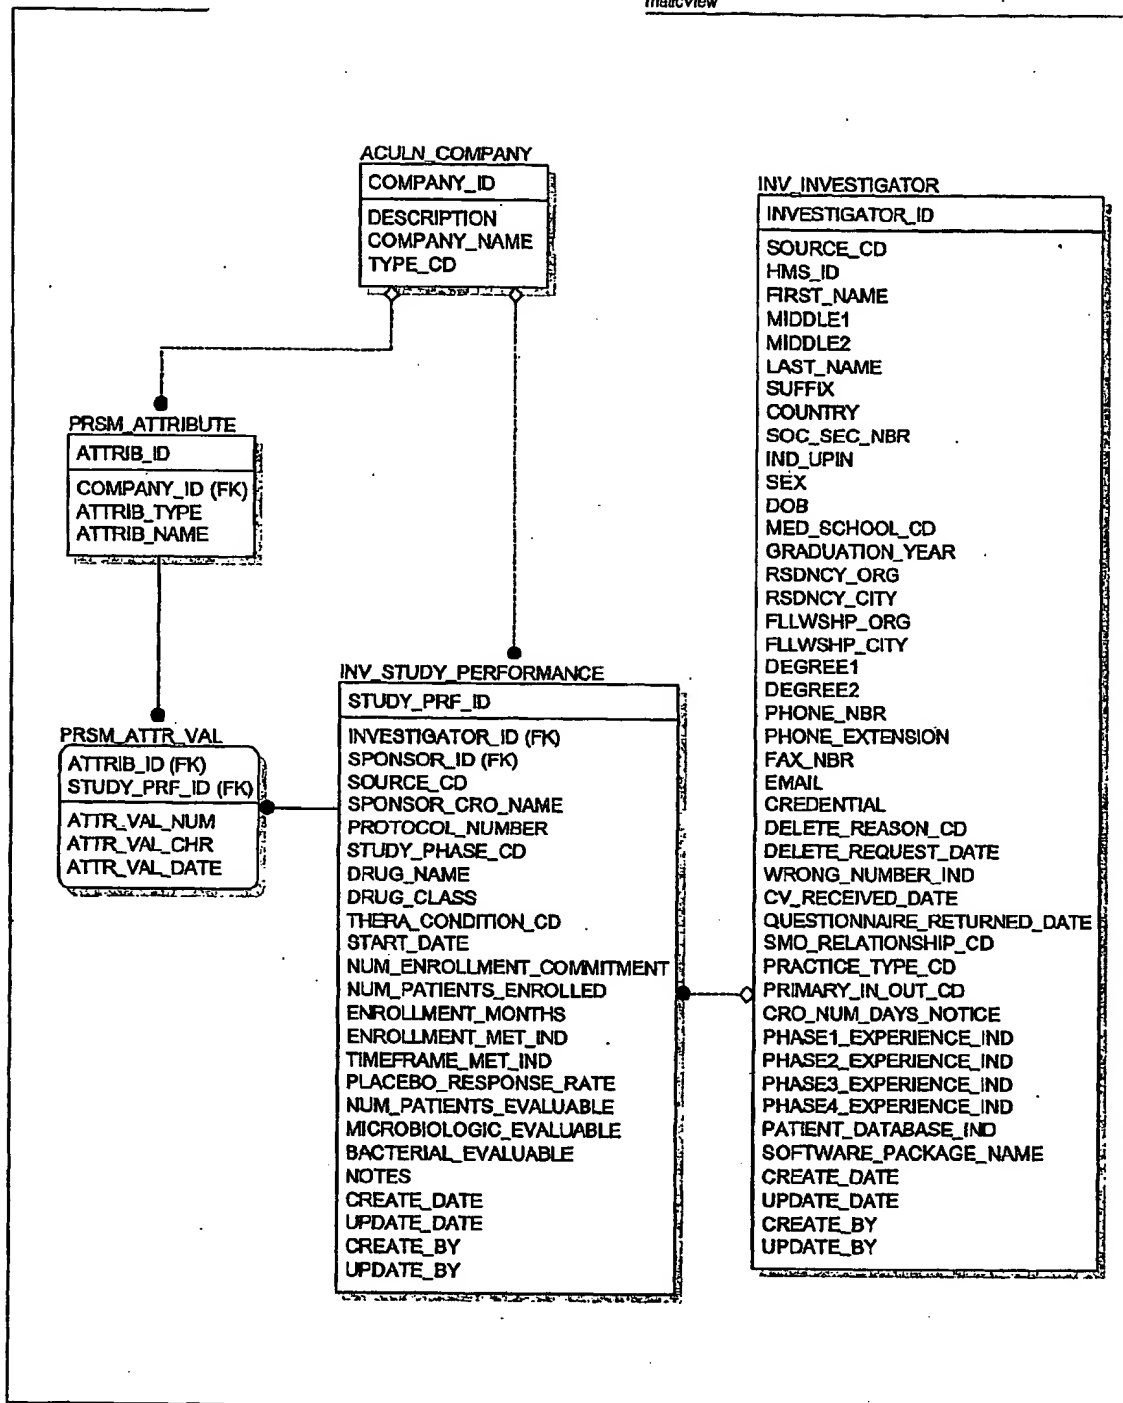 ACULN_COMPANY
COMPANY_ID
DESCRIPTION
COMPANY_NAME
TYPE_CD
PRSM_ATTRIBUTE
ATTRIB_ID
COMPANY_ID (FK)
ATTRIB_TYPE
ATTRIB_NAME
PRSM_ATTR_VAL
ATTRIB_ID (FK)
STUDY_PRF_ID (FK)
ATTR_VAL_NUM
ATTR_VAL_CHR
ATTR_VAL_DATE
INV_STUDY_PERFORMANCE
STUDY_PRF_ID
INVESTIGATOR_ID (FK)
SPONSOR_ID (FK)
SOURCE_CD
SPONSOR_CRO_NAME
PROTOCOL_NUMBER
STUDY_PHASE_CD
DRUG_NAME
DRUG_CLASS
THERA_CONDITION_CD
START_DATE
NUM_ENROLLMENT_COMMITMENT
NUM_PATIENTS_ENROLLED
ENROLLMENT_MONTHS
ENROLLMENT_MET_IND
TIMEFRAME_MET_IND
PLACEBO_RESPONSE_RATE
NUM_PATIENTS_EVALUABLE
MICROBIOLOGIC_EVALUABLE
BACTERIAL_EVALUABLE
NOTES
CREATE_DATE
UPDATE_DATE
CREATE_BY
UPDATE_BY
INV_INVESTIGATOR
INVESTIGATOR_ID
SOURCE_CD
HMS_ID
FIRST_NAME
MIDDLE1
MIDDLE2
LAST_NAME
SUFFIX
COUNTRY
SOC_SEC_NBR
IND_UPIN
SEX
DOB
MED_SCHOOL_CD
GRADUATION_YEAR
RSDNCY_ORG
RSDNCY_CITY
FLLWSHP_ORG
FLLWSHP_CITY
DEGREE1
DEGREE2
PHONE_NBR
PHONE_EXTENSION
FAX_NBR
EMAIL
CREDENTIAL
DELETE_REASON_CD
DELETE_REQUEST_DATE
WRONG_NUMBER_IND
CV_RECEIVED_DATE
QUESTIONNAIRE_RETURNED_DATE
SMO_RELATIONSHIP_CD
PRACTICE_TYPE_CD
PRIMARY_IN_OUT_CD
CRO_NUM_DAYS_NOTICE
PHASE1_EXPERIENCE_IND
PHASE2_EXPERIENCE_IND
PHASE3_EXPERIENCE_IND
PHASE4_EXPERIENCE_IND
PATIENT_DATABASE_IND
SOFTWARE_PACKAGE_NAME
CREATE_DATE
UPDATE_DATE
CREATE_BY
UPDATE_BY